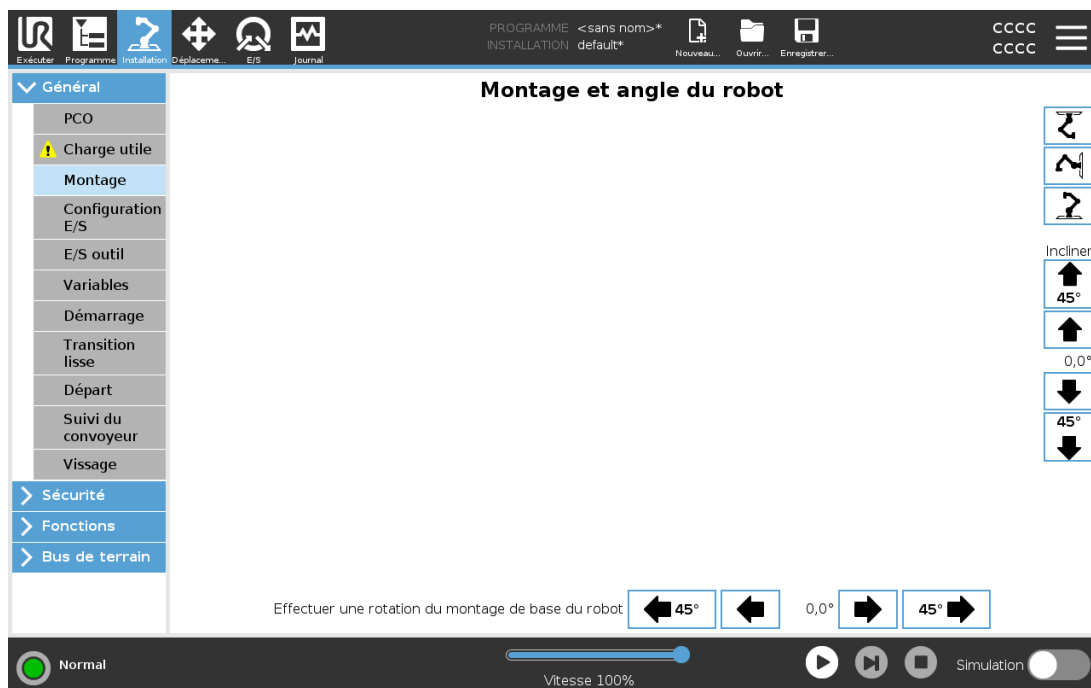 UR
Exécuter
Programme
Installation
Déplaceme...
E/S
Journal
PROGRAMME <sans nom>*
INSTALLATION default*
Nouveau...
Ouvrir...
Enregistrer...
CCCC
CCCC
Général
PCO
Charge utile
Montage
Configuration
E/S
E/S outil
Variables
Démarrage
Transition
lisse
Départ
Suivi du
convoyeur
Vissage
Sécurité
Fonctions
Bus de terrain
Montage et angle du robot
Incliner
45°
0,0°
45°
Effectuer une rotation du montage de base du robot 45° 0,0° 45°
Normal
Vitesse 100%
Simulation